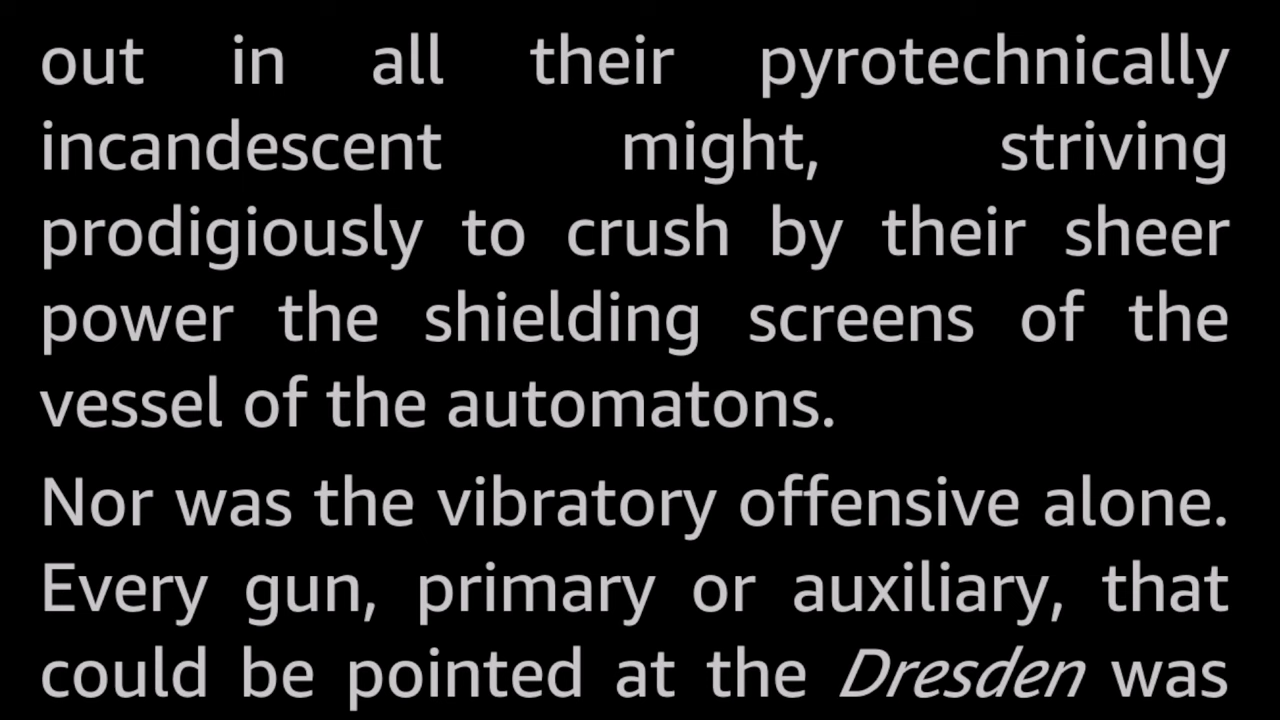 out in all their pyrotechnically
incandescent might, striving
prodigiously to crush by their sheer
power the shielding screens of the
vessel of the automatons.
Nor was the vibratory offensive alone.
Every gun, primary or auxiliary, that
could be pointed at the Dresden was